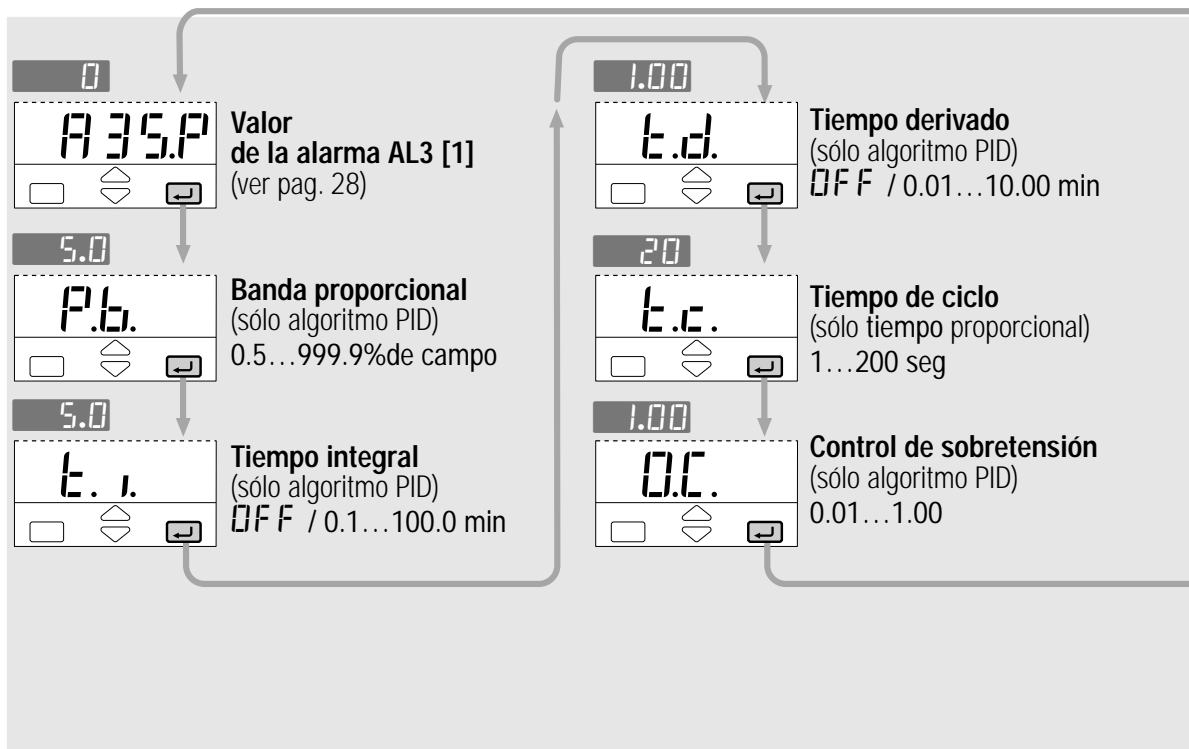 0
A3S.P
Valor
de la alarma AL3 [1]
(ver pag. 28)
5.0
P.b.
Banda proporcional
(sólo algoritmo PID)
0.5...999.9%de campo
5.0
t.i.
Tiempo integral
(sólo algoritmo PID)
OFF / 0.1...100.0 min
1.00
t.d.
Tiempo derivado
(sólo algoritmo PID)
OFF / 0.01...10.00 min
20
t.c.
Tiempo de ciclo
(sólo tiempo proporcional)
1...200 seg
1.00
O.C.
Control de sobretensión
(sólo algoritmo PID)
0.01...1.00